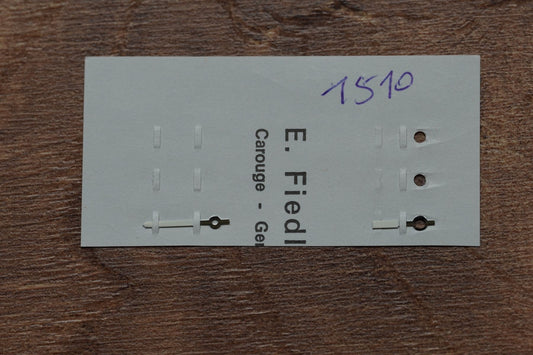 1510
E. Fiedl
Carouge - Ge